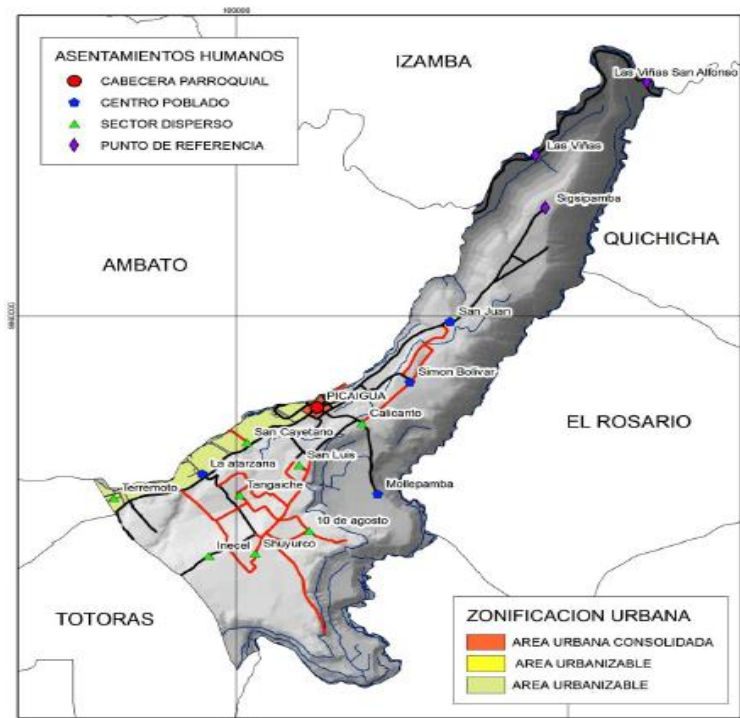 100000
ASENTAMIENTOS HUMANOS
CABECERA PARROQUIAL
CENTRO POBLADO
SECTOR DISPERSO
PUNTO DE REFERENCIA
IZAMBA
Las Viñas San Alfonso
Las Viñas
Sigsipamba
QUICHICHA
AMBATO
San Juan
Simon Bolivar
PICAIGUA
Calicanto
EL ROSARIO
San Cayetano
San Luis
La atarzana
Terremoto
Tangaiche
Mollepamba
10 de agosto
Inecel
Shuyurco
TOTORAS
ZONIFICACION URBANA
AREA URBANA CONSOLIDADA
AREA URBANIZABLE
AREA URBANIZABLE